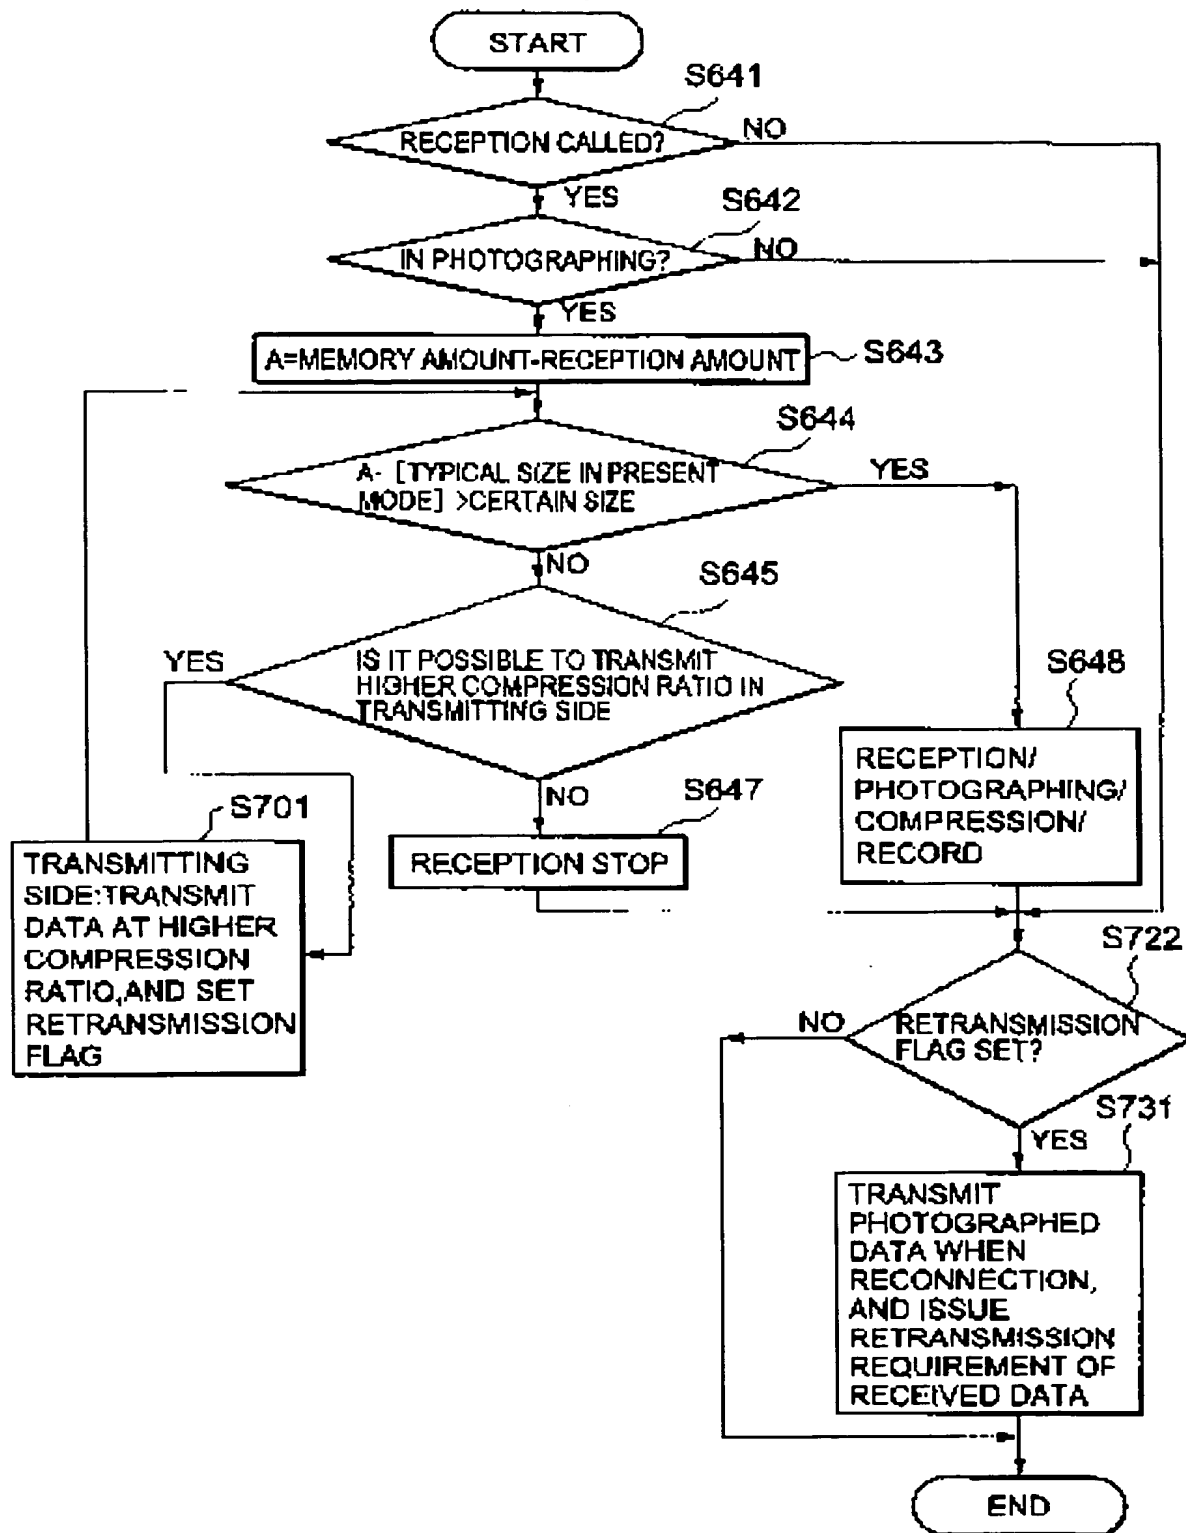 START
S641
RECEPTION CALLED?
NO
YES
S642
IN PHOTOGRAPHING?
NO
YES
A=MEMORY AMOUNT-RECEPTION AMOUNT
S643
S644
A- [TYPICAL SIZE IN PRESENT
MODE] >CERTAIN SIZE
YES
NO
S645
YES
IS IT POSSIBLE TO TRANSMIT
HIGHER COMPRESSION RATIO IN
TRANSMITTING SIDE
S648
RECEPTION/
PHOTOGRAPHING/
COMPRESSION/
RECORD
NO
S647
RECEPTION STOP
S701
TRANSMITTING
SIDE:TRANSMIT
DATA AT HIGHER
COMPRESSION
RATIO,AND SET
RETRANSMISSION
FLAG
S722
NO
RETRANSMISSION
FLAG SET?
S731
YES
TRANSMIT
PHOTOGRAPHED
DATA WHEN
RECONNECTION,
AND ISSUE
RETRANSMISSION
REQUIREMENT OF
RECEIVED DATA
END